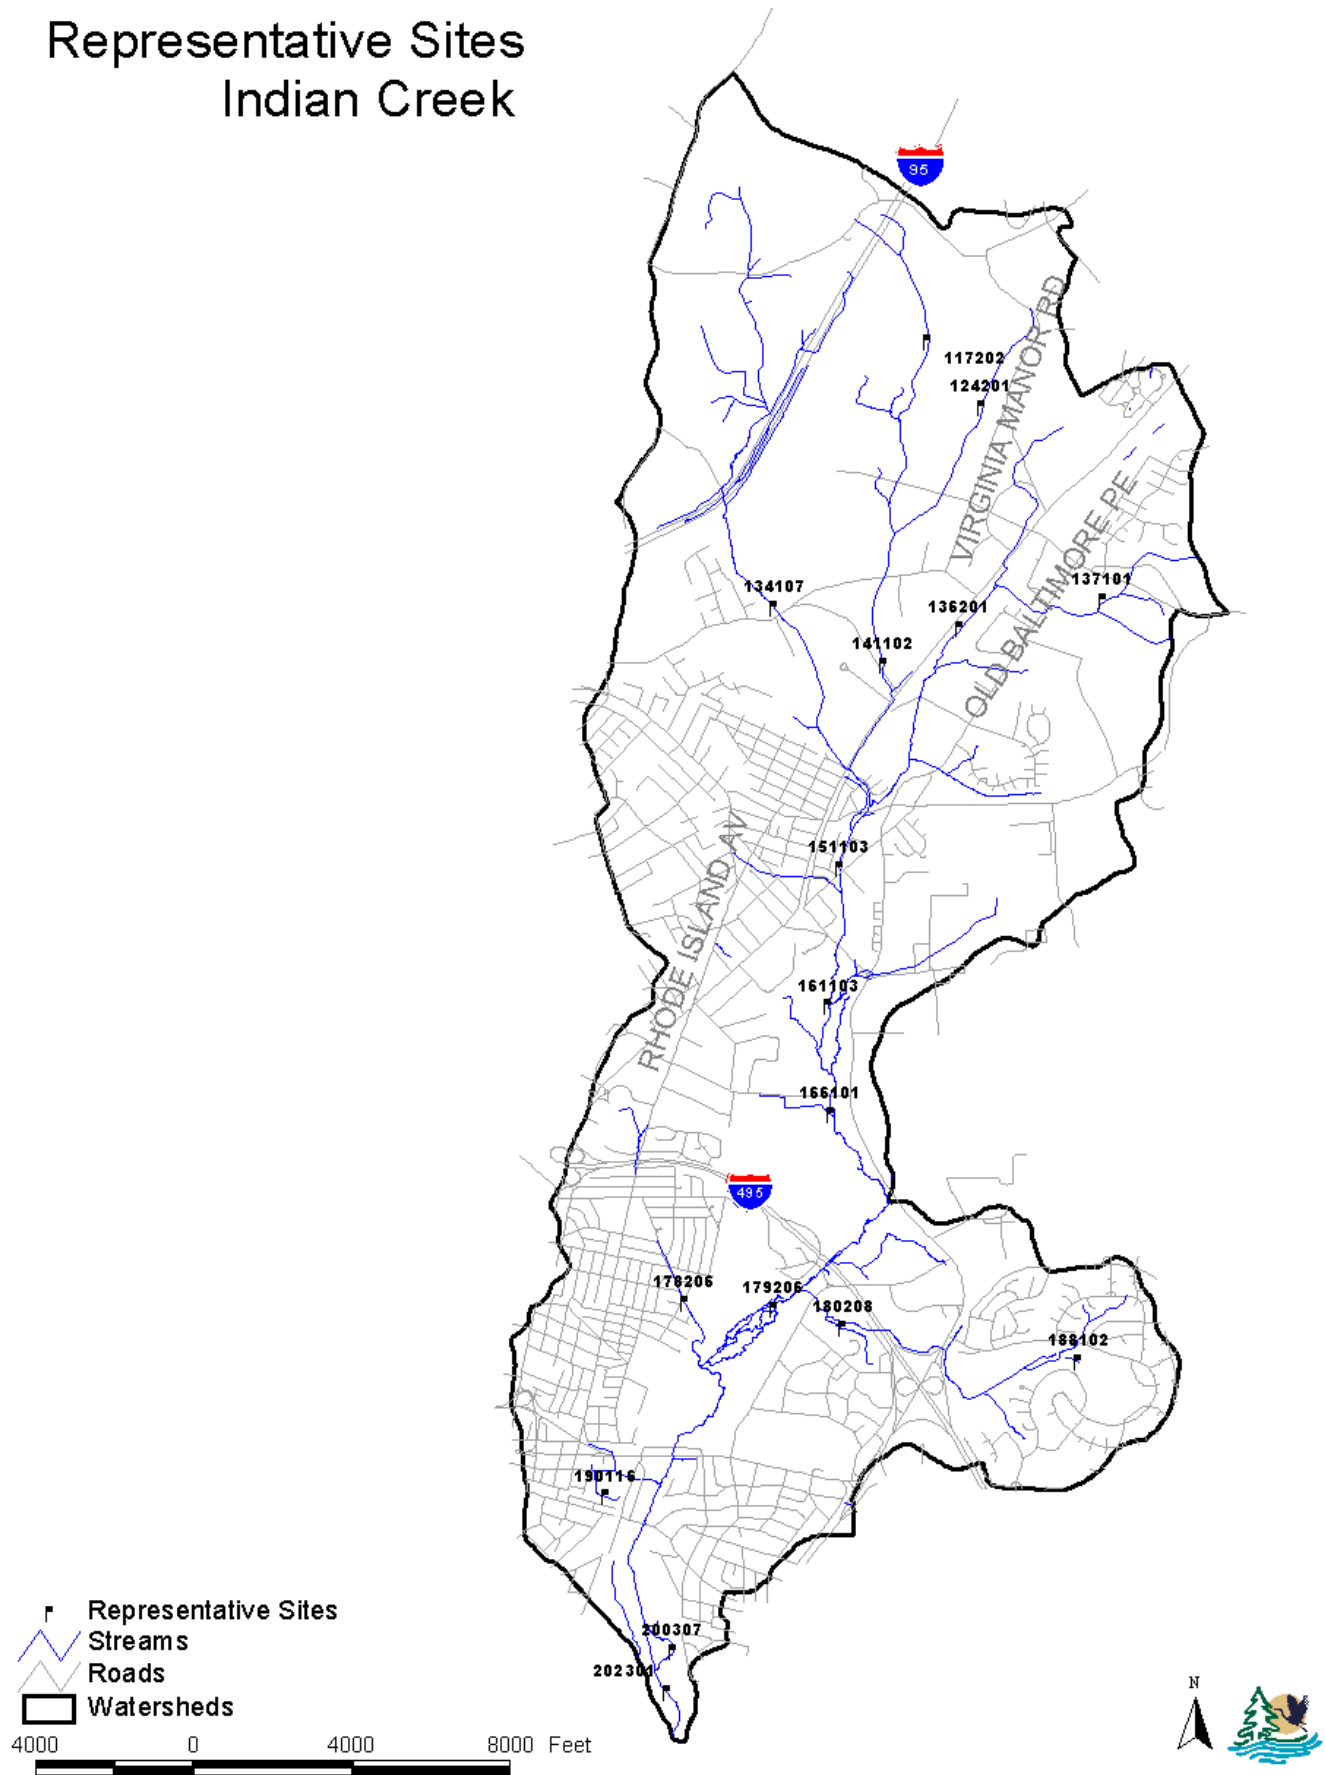 Representative Sites
Indian Creek
95
117202
124201
VIRGINIA MANOR RD
OLD BALTIMORE PE
137101
134107
136201
141102
151103
RHODE ISLAND AV
161103
166101
495
178206
179206
180208
188102
190116
200307
202301
Representative Sites
Streams
Roads
Watersheds
4000 0 4000 8000 Feet
N